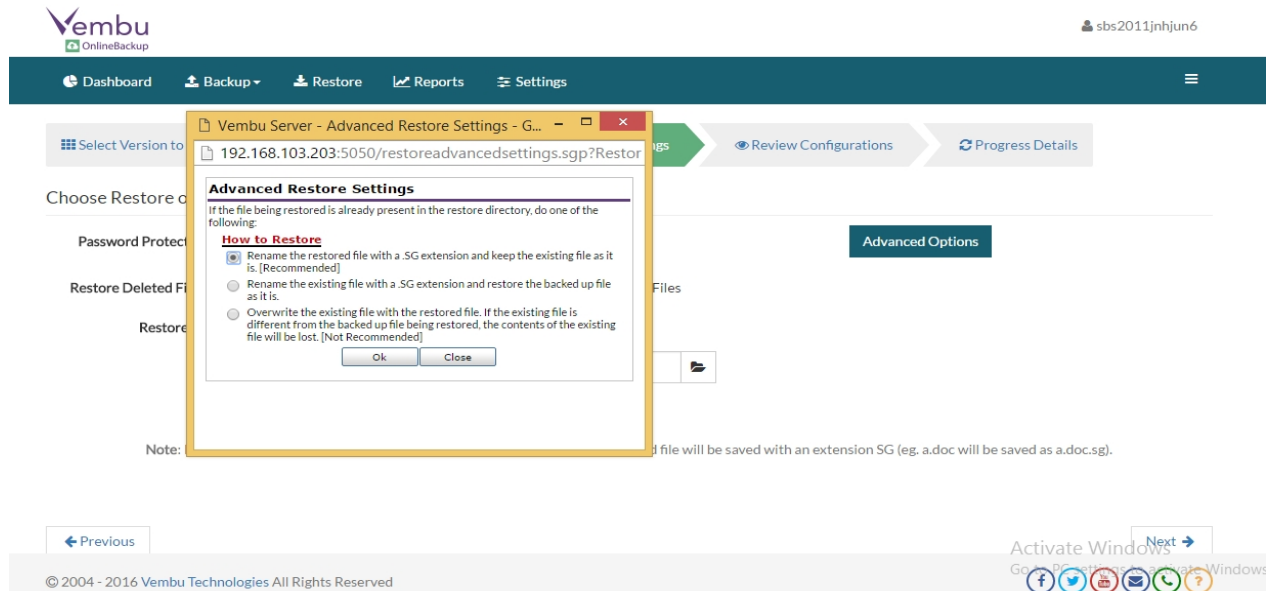 Vembu
OnlineBackup
sbs2011jnhjun6
Dashboard Backup Restore Reports Settings
Vembu Server - Advanced Restore Settings - G...
192.168.103.203:5050/restoreadvancedsettings.sgp?Restor
Select Version to
Review Configurations
Progress Details
Choose Restore
Advanced Restore Settings
If the file being restored is already present in the restore directory, do one of the
following:
How to Restore
Password Protect
Advanced Options
Rename the restored file with a .SG extension and keep the existing file as it
is. [Recommended]
Restore Deleted Fi
Files
Rename the existing file with a .SG extension and restore the backed up file
as it is.
Restore
Overwrite the existing file with the restored file. If the existing file is
different from the backed up file being restored, the contents of the existing
file will be lost. [Not Recommended]
Ok Close
Note:
file will be saved with an extension SG (eg. a.doc will be saved as a.doc.sg).
Previous
Next
Activate Windows
Go to PC settings to activate Windows
© 2004 - 2016 Vembu Technologies All Rights Reserved